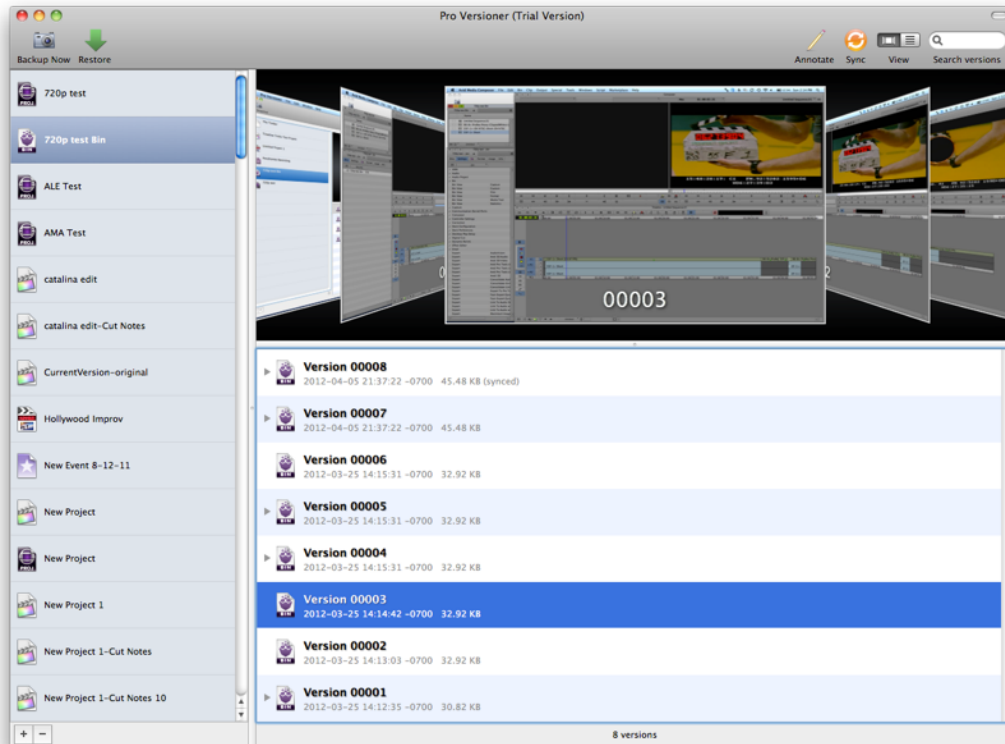 Pro Versioner (Trial Version)
Backup Now
Restore
Annotate
Sync
View
Search versions
720p test
720p test Bin
ALE Test
AMA Test
catalina edit
catalina edit-Cut Notes
CurrentVersion-original
Hollywood Improv
New Event 8-12-11
New Project
New Project
New Project 1
New Project 1-Cut Notes
New Project 1-Cut Notes 10
00003
Version 00008
2012-04-05 21:37:22 -0700 45.48 KB (synced)
Version 00007
2012-04-05 21:37:22 -0700 45.48 KB
Version 00006
2012-03-25 14:15:31 -0700 32.92 KB
Version 00005
2012-03-25 14:15:31 -0700 32.92 KB
Version 00004
2012-03-25 14:15:31 -0700 32.92 KB
Version 00003
2012-03-25 14:14:42 -0700 32.92 KB
Version 00002
2012-03-25 14:13:03 -0700 32.92 KB
Version 00001
2012-03-25 14:12:35 -0700 30.82 KB
8 versions